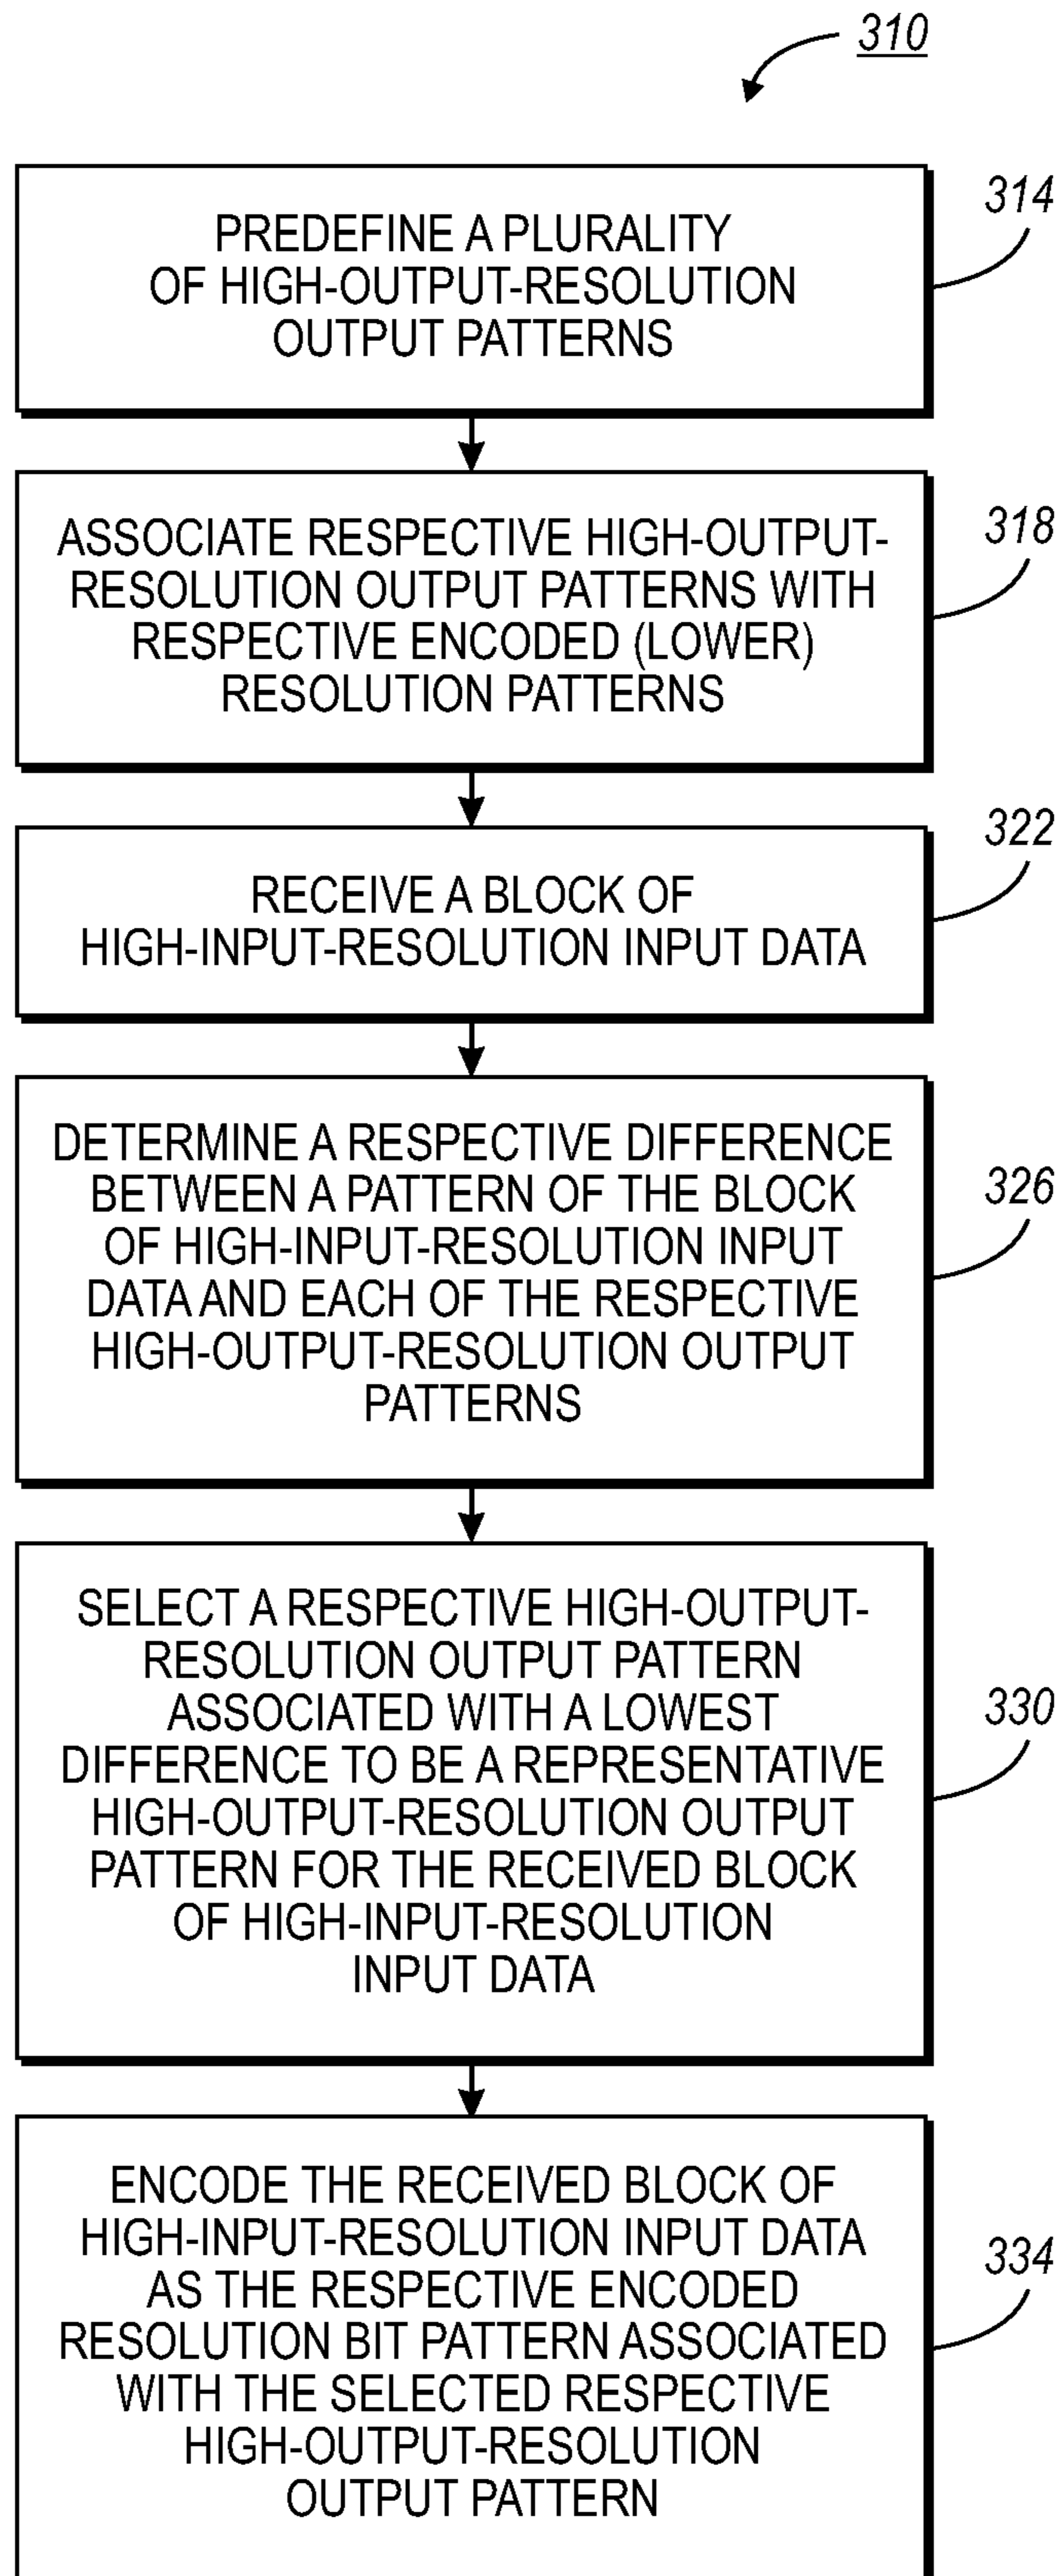 310
314
PREDEFINE A PLURALITY
OF HIGH-OUTPUT-RESOLUTION
OUTPUT PATTERNS
318
ASSOCIATE RESPECTIVE HIGH-OUTPUT-
RESOLUTION OUTPUT PATTERNS WITH
RESPECTIVE ENCODED (LOWER)
RESOLUTION PATTERNS
322
RECEIVE A BLOCK OF
HIGH-INPUT-RESOLUTION INPUT DATA
326
DETERMINE A RESPECTIVE DIFFERENCE
BETWEEN A PATTERN OF THE BLOCK
OF HIGH-INPUT-RESOLUTION INPUT
DATA AND EACH OF THE RESPECTIVE
HIGH-OUTPUT-RESOLUTION OUTPUT
PATTERNS
330
SELECT A RESPECTIVE HIGH-OUTPUT-
RESOLUTION OUTPUT PATTERN
ASSOCIATED WITH A LOWEST
DIFFERENCE TO BE A REPRESENTATIVE
HIGH-OUTPUT-RESOLUTION OUTPUT
PATTERN FOR THE RECEIVED BLOCK
OF HIGH-INPUT-RESOLUTION
INPUT DATA
334
ENCODE THE RECEIVED BLOCK OF
HIGH-INPUT-RESOLUTION INPUT DATA
AS THE RESPECTIVE ENCODED
RESOLUTION BIT PATTERN ASSOCIATED
WITH THE SELECTED RESPECTIVE
HIGH-OUTPUT-RESOLUTION
OUTPUT PATTERN